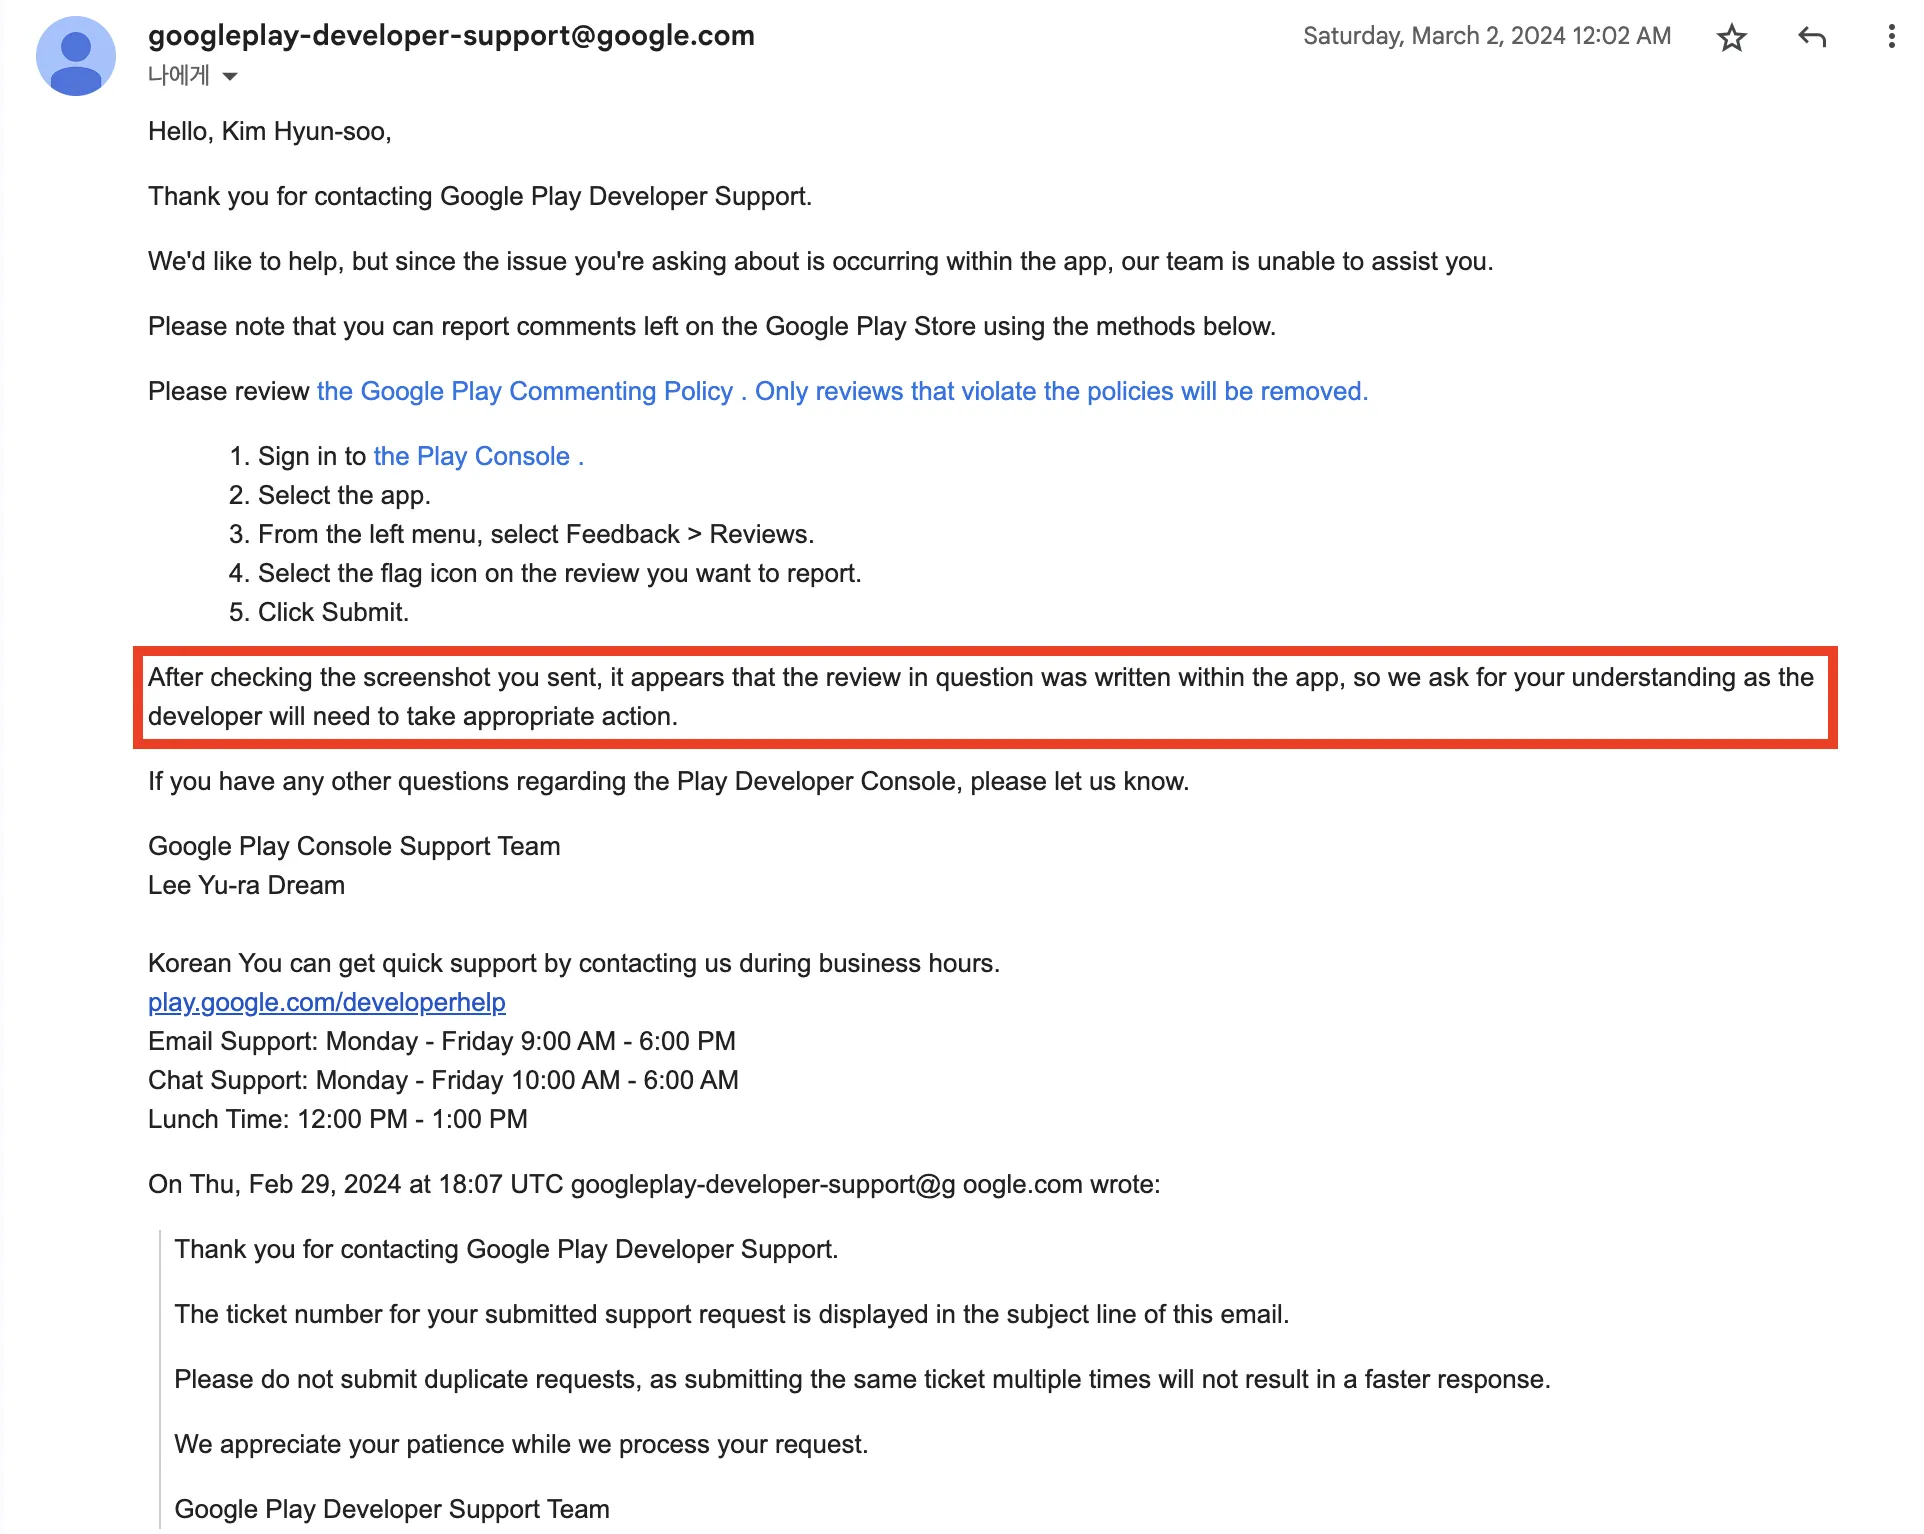 googleplay-developer-support@google.com
Saturday, March 2, 2024 12:02 AM
나에게
Hello, Kim Hyun-soo,
Thank you for contacting Google Play Developer Support.
We'd like to help, but since the issue you're asking about is occurring within the app, our team is unable to assist you.
Please note that you can report comments left on the Google Play Store using the methods below.
Please review the Google Play Commenting Policy . Only reviews that violate the policies will be removed.
1. Sign in to the Play Console .
2. Select the app.
3. From the left menu, select Feedback > Reviews.
4. Select the flag icon on the review you want to report.
5. Click Submit.
After checking the screenshot you sent, it appears that the review in question was written within the app, so we ask for your understanding as the
developer will need to take appropriate action.
If you have any other questions regarding the Play Developer Console, please let us know.
Google Play Console Support Team
Lee Yu-ra Dream
Korean You can get quick support by contacting us during business hours.
play.google.com/developerhelp
Email Support: Monday - Friday 9:00 AM - 6:00 PM
Chat Support: Monday - Friday 10:00 AM - 6:00 AM
Lunch Time: 12:00 PM - 1:00 PM
On Thu, Feb 29, 2024 at 18:07 UTC googleplay-developer-support@g oogle.com wrote:
Thank you for contacting Google Play Developer Support.
The ticket number for your submitted support request is displayed in the subject line of this email.
Please do not submit duplicate requests, as submitting the same ticket multiple times will not result in a faster response.
We appreciate your patience while we process your request.
Google Play Developer Support Team